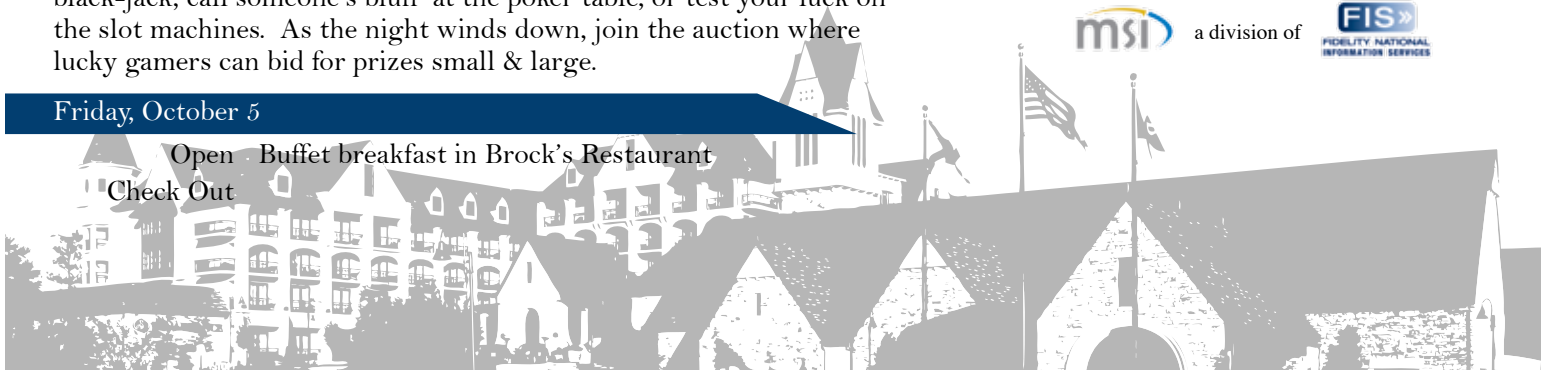 black-jack, call someone's bluff at the poker table, or test your luck on
the slot machines.  As the night winds down, join the auction where
lucky gamers can bid for prizes small & large.
msi a division of FIS»
FIDELITY NATIONAL
INFORMATION SERVICES
Friday, October 5
Open Buffet breakfast in Brock's Restaurant
Check Out